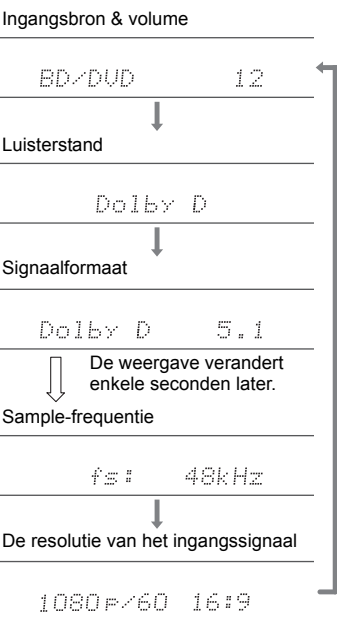 Ingangsbron & volume
BD/DVD 12
Luisterstand
Dolby D
Signaalformaat
Dolby D 5.1
De weergave verandert
enkele seconden later.
Sample-frequentie
fs: 48kHz
De resolutie van het ingangssignaal
1080p/60 16:9